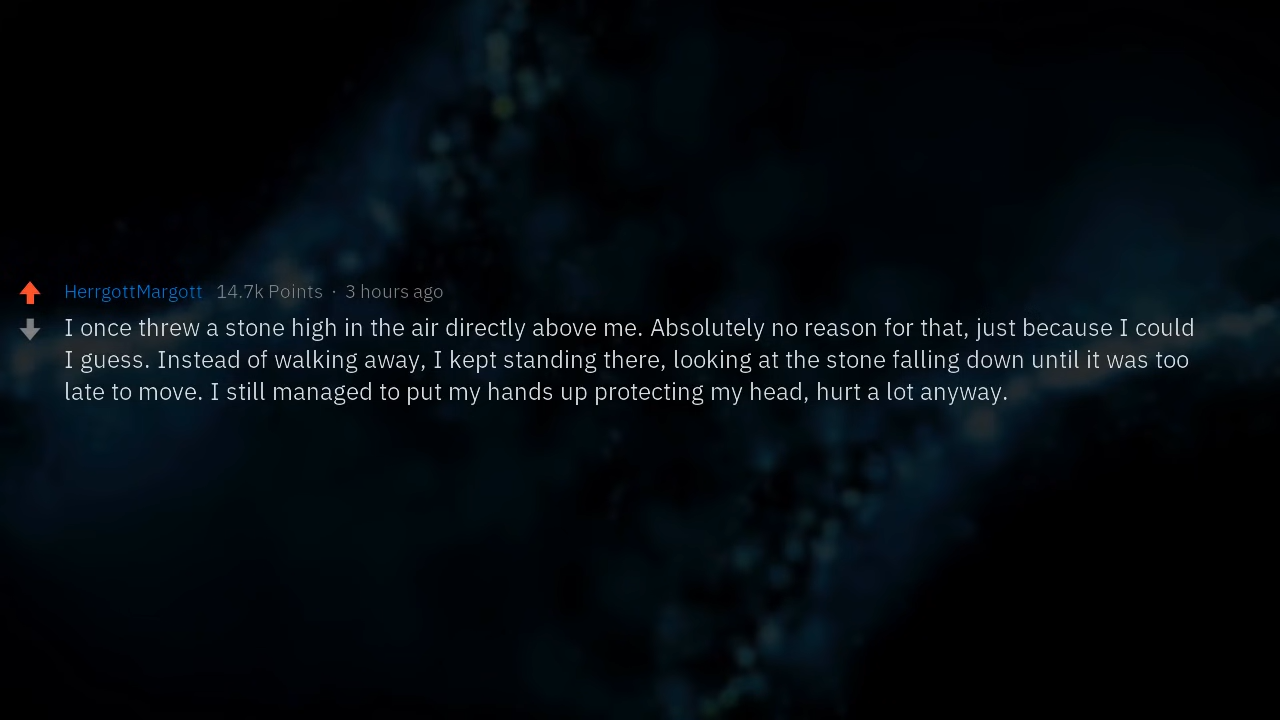 HerrgottMargott 14.7k Points · 3 hours ago
I once threw a stone high in the air directly above me. Absolutely no reason for that, just because I could
I guess. Instead of walking away, I kept standing there, looking at the stone falling down until it was too
late to move. I still managed to put my hands up protecting my head, hurt a lot anyway.